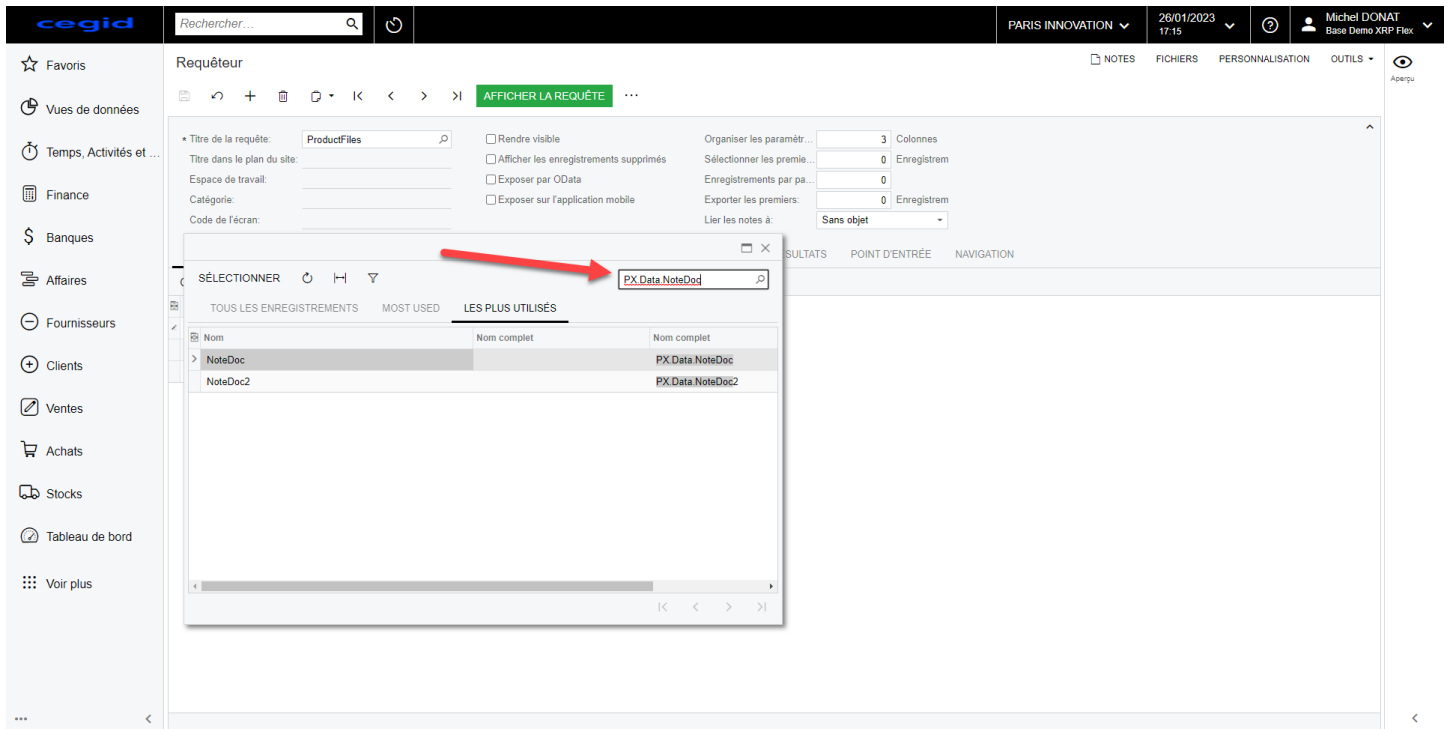 cegid
Rechercher...
PARIS INNOVATION
26/01/2023
17:15
Michel DONAT
Base Demo XRP Flex
Favoris
Vues de données
Temps, Activités et ...
Finance
Banques
Affaires
Fournisseurs
Clients
Ventes
Achats
Stocks
Tableau de bord
Voir plus
Requêteur
NOTES
FICHIERS
PERSONNALISATION
OUTILS
Aperçu
AFFICHER LA REQUÊTE
* Titre de la requête: ProductFiles
Titre dans le plan du site:
Espace de travail:
Catégorie:
Code de l'écran:
Rendre visible
Afficher les enregistrements supprimés
Exposer par OData
Exposer sur l'application mobile
Organiser les paramètr... 3 Colonnes
Sélectionner les premie... 0 Enregistrem
Enregistrements par pa... 0
Exporter les premiers: 0 Enregistrem
Lier les notes à: Sans objet
SULTATS
POINT D'ENTRÉE
NAVIGATION
SÉLECTIONNER
PX.Data.NoteDoc
TOUS LES ENREGISTREMENTS
MOST USED
LES PLUS UTILISÉS
Nom Nom complet Nom complet
NoteDoc PX.Data.NoteDoc
NoteDoc2 PX.Data.NoteDoc2